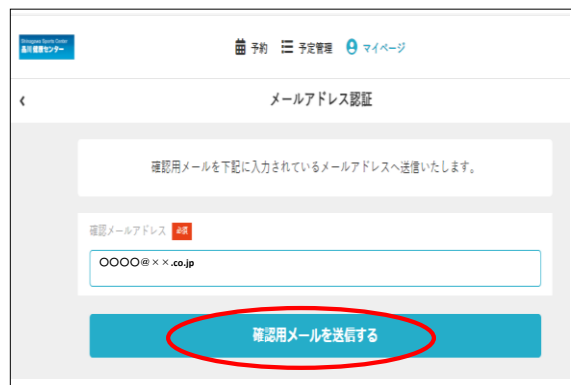 Shinagawa Sports Center
品川健康センター
予約 予定管理 マイページ
メールアドレス認証
確認用メールを下記に入力されているメールアドレスへ送信いたします。
確認メールアドレス 必須
〇〇〇〇@××.co.jp
確認用メールを送信する